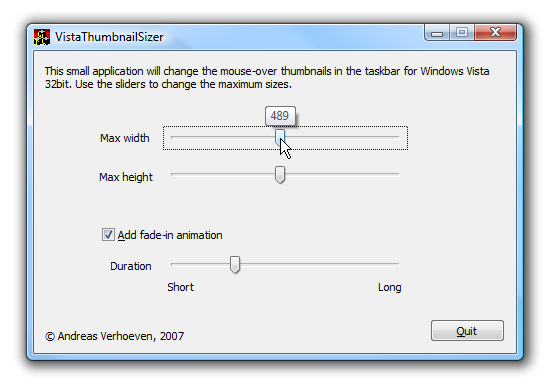 VistaThumbnailSizer
This small application will change the mouse-over thumbnails in the taskbar for Windows Vista
32bit. Use the sliders to change the maximum sizes.
489
Max width
Max height
Add fade-in animation
Duration
Short Long
© Andreas Verhoeven, 2007
Quit